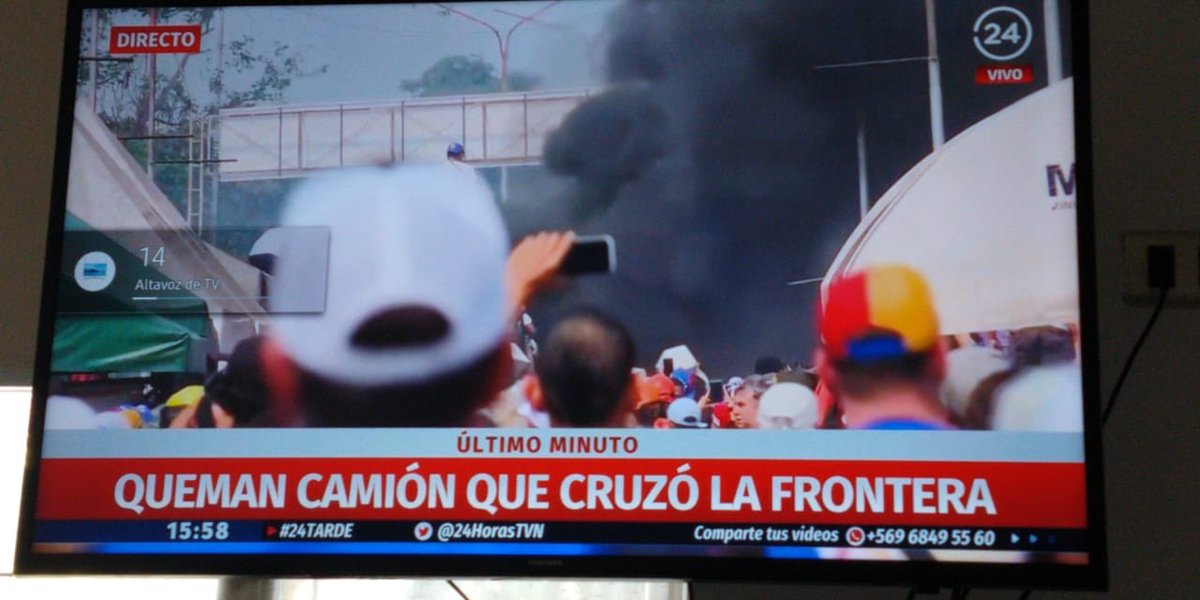 DIRECTO
24
VIVO
M
14
Altavoz de TV
ÚLTIMO MINUTO
QUEMAN CAMIÓN QUE CRUZÓ LA FRONTERA
15:58 #24TARDE @24HorasTVN Comparte tus videos +569 6849 55 60
SAMSUNG